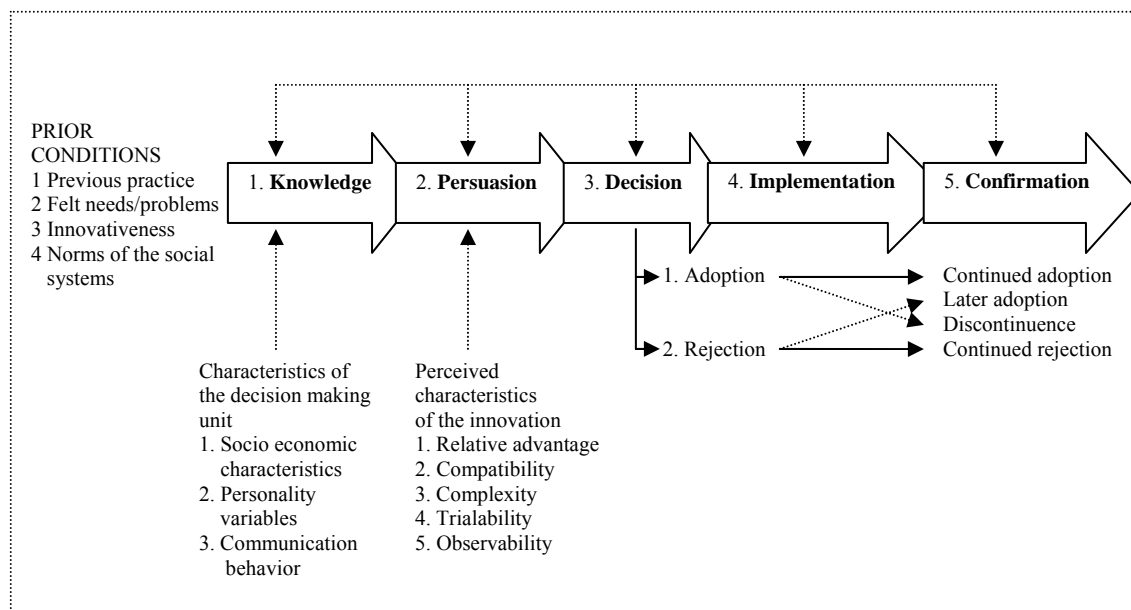 PRIOR
CONDITIONS
1 Previous practice
2 Felt needs/problems
3 Innovativeness
4 Norms of the social
systems
1. Knowledge
2. Persuasion
3. Decision
4. Implementation
5. Confirmation
1. Adoption
2. Rejection
Continued adoption
Later adoption
Discontinuence
Continued rejection
Characteristics of
the decision making
unit
1. Socio economic
characteristics
2. Personality
variables
3. Communication
behavior
Perceived
characteristics
of the innovation
1. Relative advantage
2. Compatibility
3. Complexity
4. Trialability
5. Observability